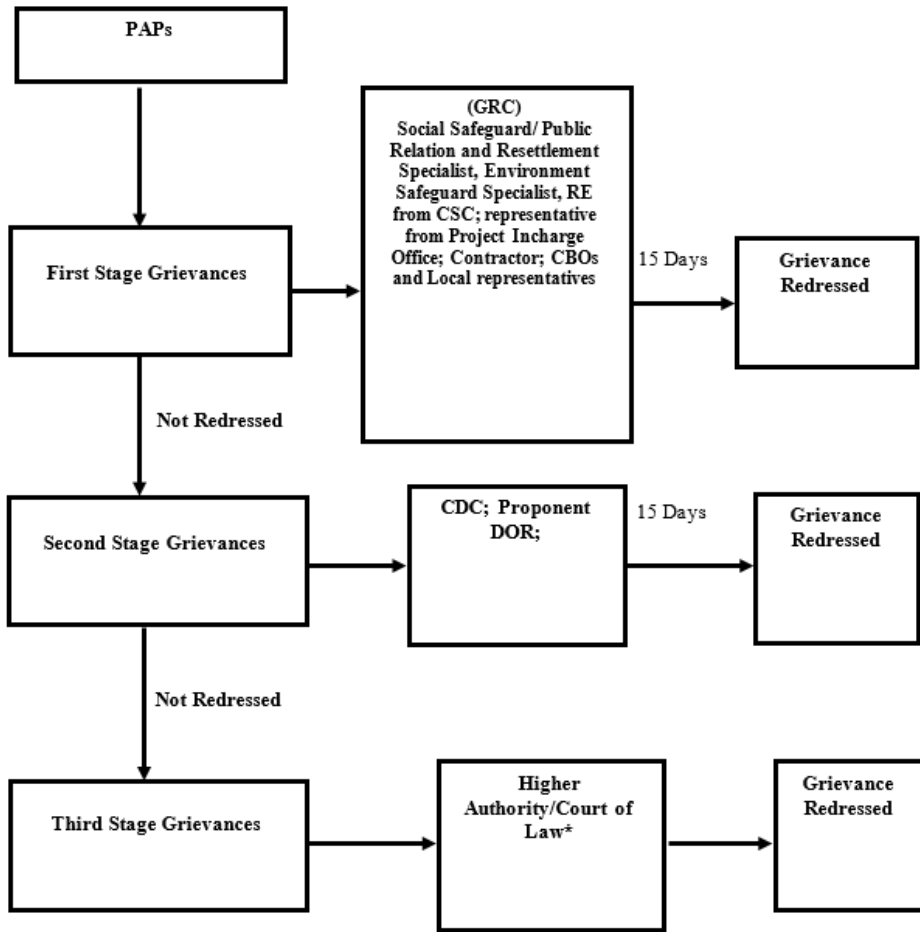 PAPs
(GRC)
Social Safeguard/ Public
Relation and Resettlement
Specialist, Environment
Safeguard Specialist, RE
from CSC; representative
from Project Incharge
Office; Contractor; CBOs
and Local representatives
First Stage Grievances
15 Days
Grievance
Redressed
Not Redressed
Second Stage Grievances
CDC; Proponent
DOR;
15 Days
Grievance
Redressed
Not Redressed
Third Stage Grievances
Higher
Authority/Court of
Law*
Grievance
Redressed